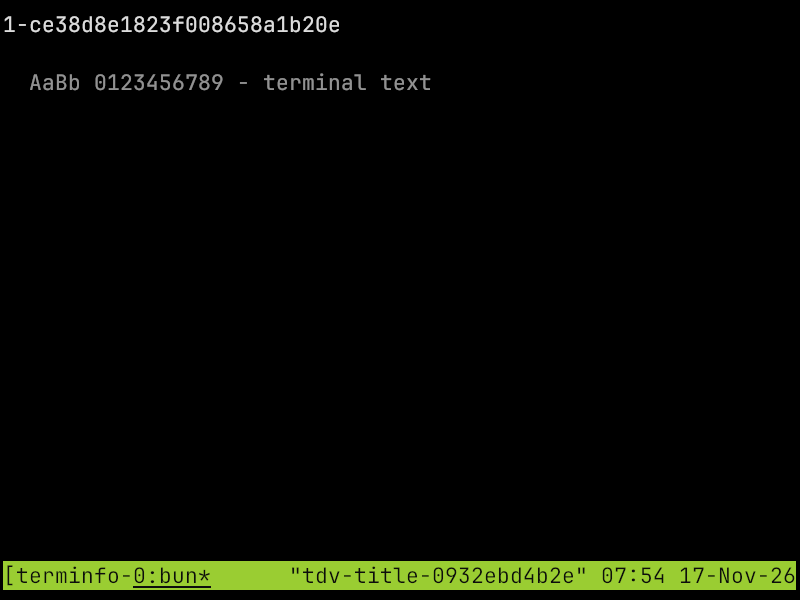 1-ce38d8e1823f008658a1b20e
AaBb 0123456789 - terminal text
[terminfo-0:bun* "tdv-title-0932ebd4b2e" 07:54 17-Nov-26